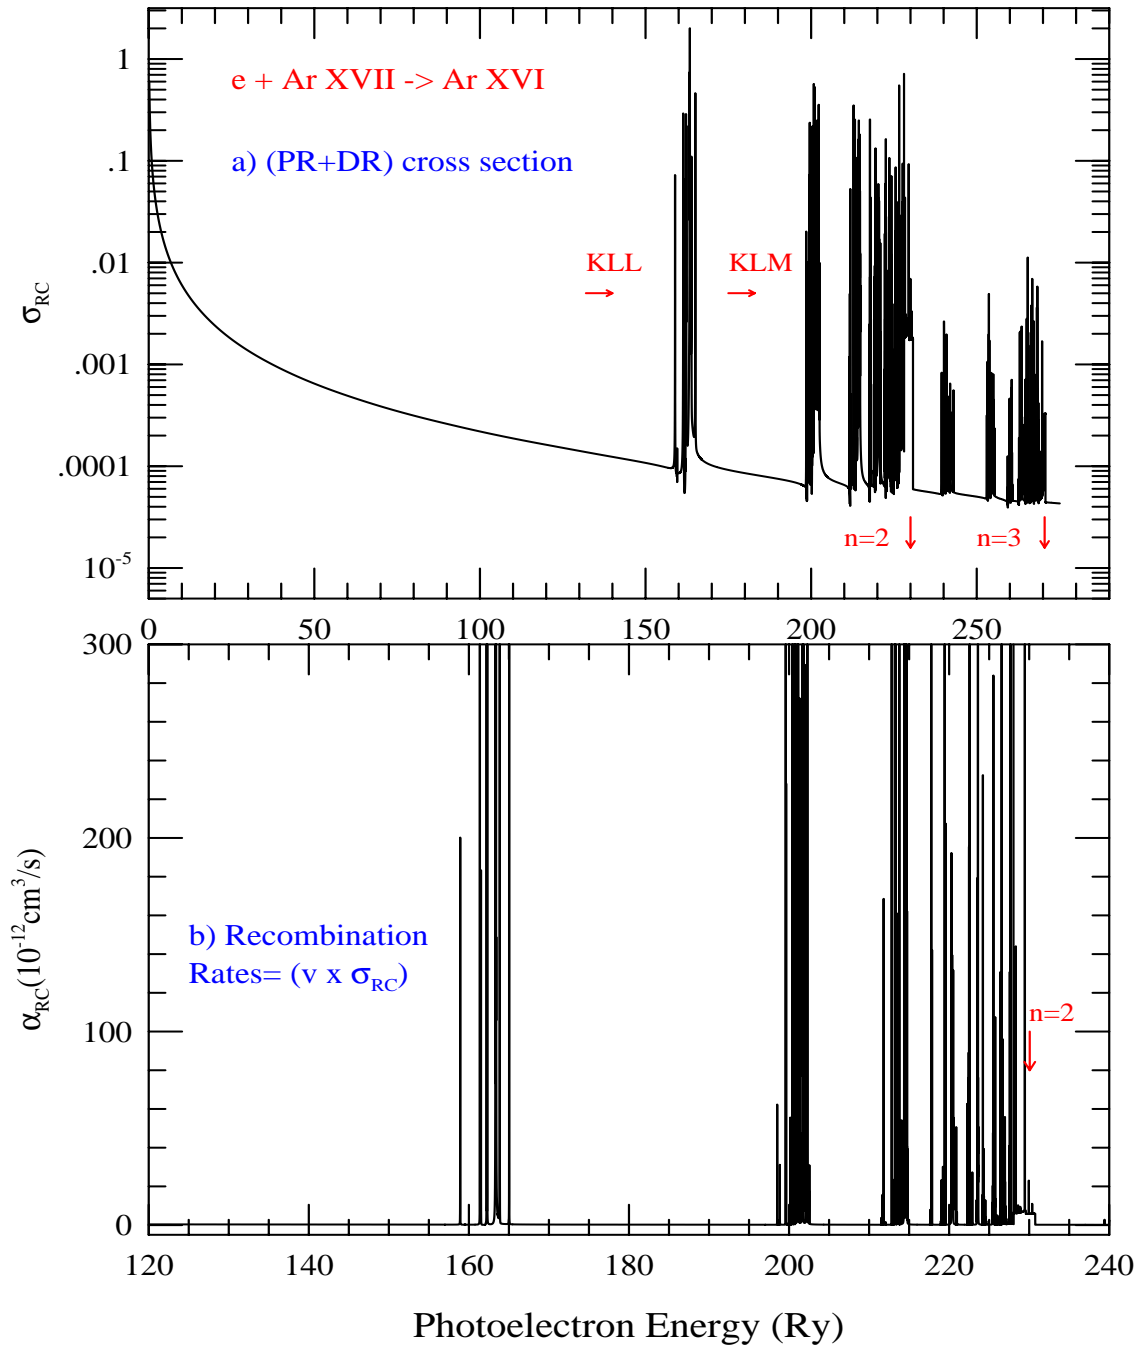 1
e + Ar XVII -> Ar XVI
.1
a) (PR+DR) cross section
.01
KLL
KLM
σRC
.001
.0001
n=2
n=3
10-5
0
50
100
150
200
250
300
200
b) Recombination
Rates= (v x σRC)
αRC(10-12cm3/s)
n=2
100
0
120
140
160
180
200
220
240
Photoelectron Energy (Ry)